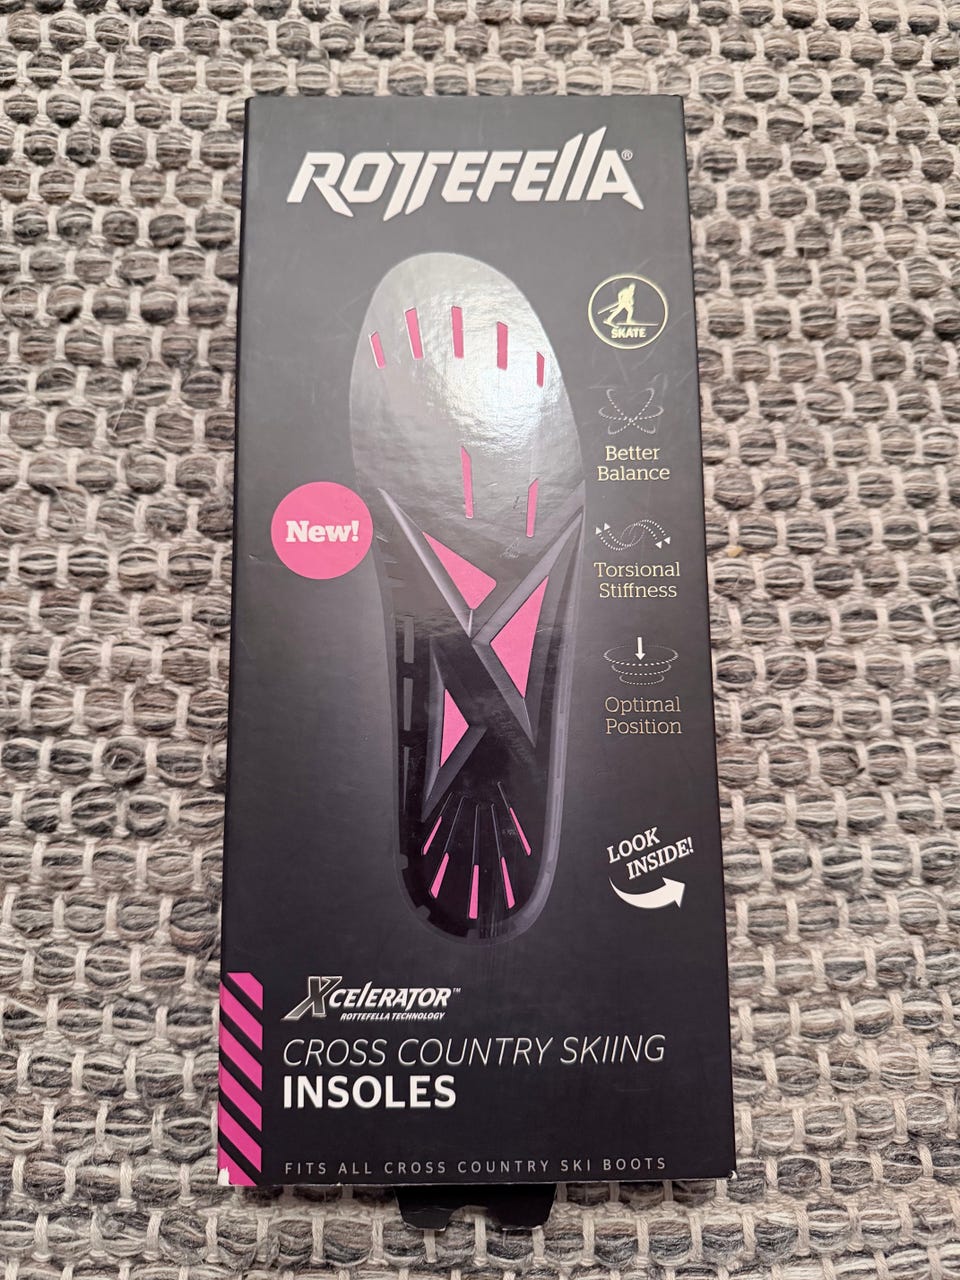 ROTTEFELLA®
SKATE
Better
Balance
New!
Torsional
Stiffness
Optimal
Position
LOOK
INSIDE!
XCELERATOR™
ROTTEFELLA TECHNOLOGY
CROSS COUNTRY SKIING
INSOLES
FITS ALL CROSS COUNTRY SKI BOOTS